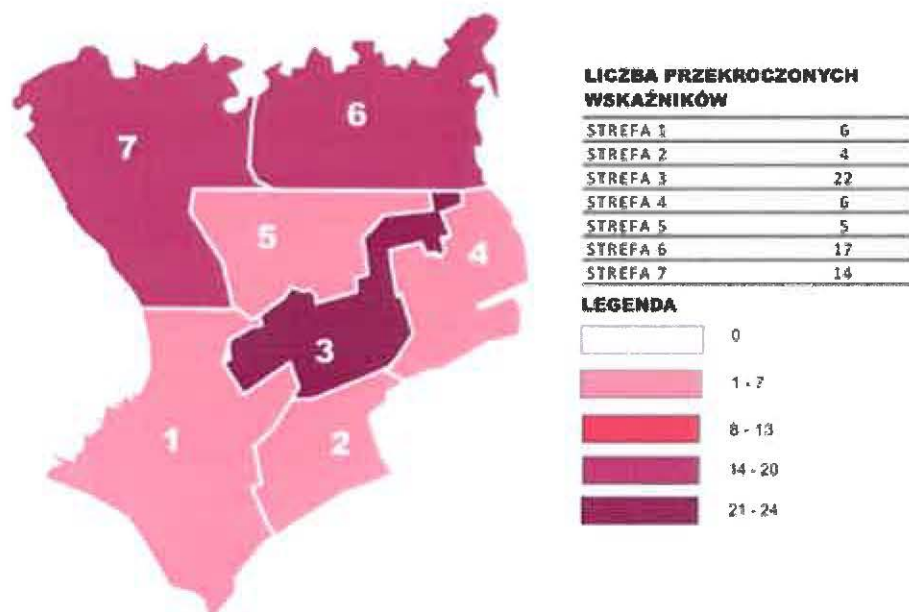 LICZBA PRZEKROCZONYCH
WSKAŹNIKÓW
STREFA 1 6
STREFA 2 4
STREFA 3 22
STREFA 4 6
STREFA 5 5
STREFA 6 17
STREFA 7 14
LEGENDA
0
1 - 7
8 - 13
14 - 20
21 - 24
7
6
5
4
3
1
2